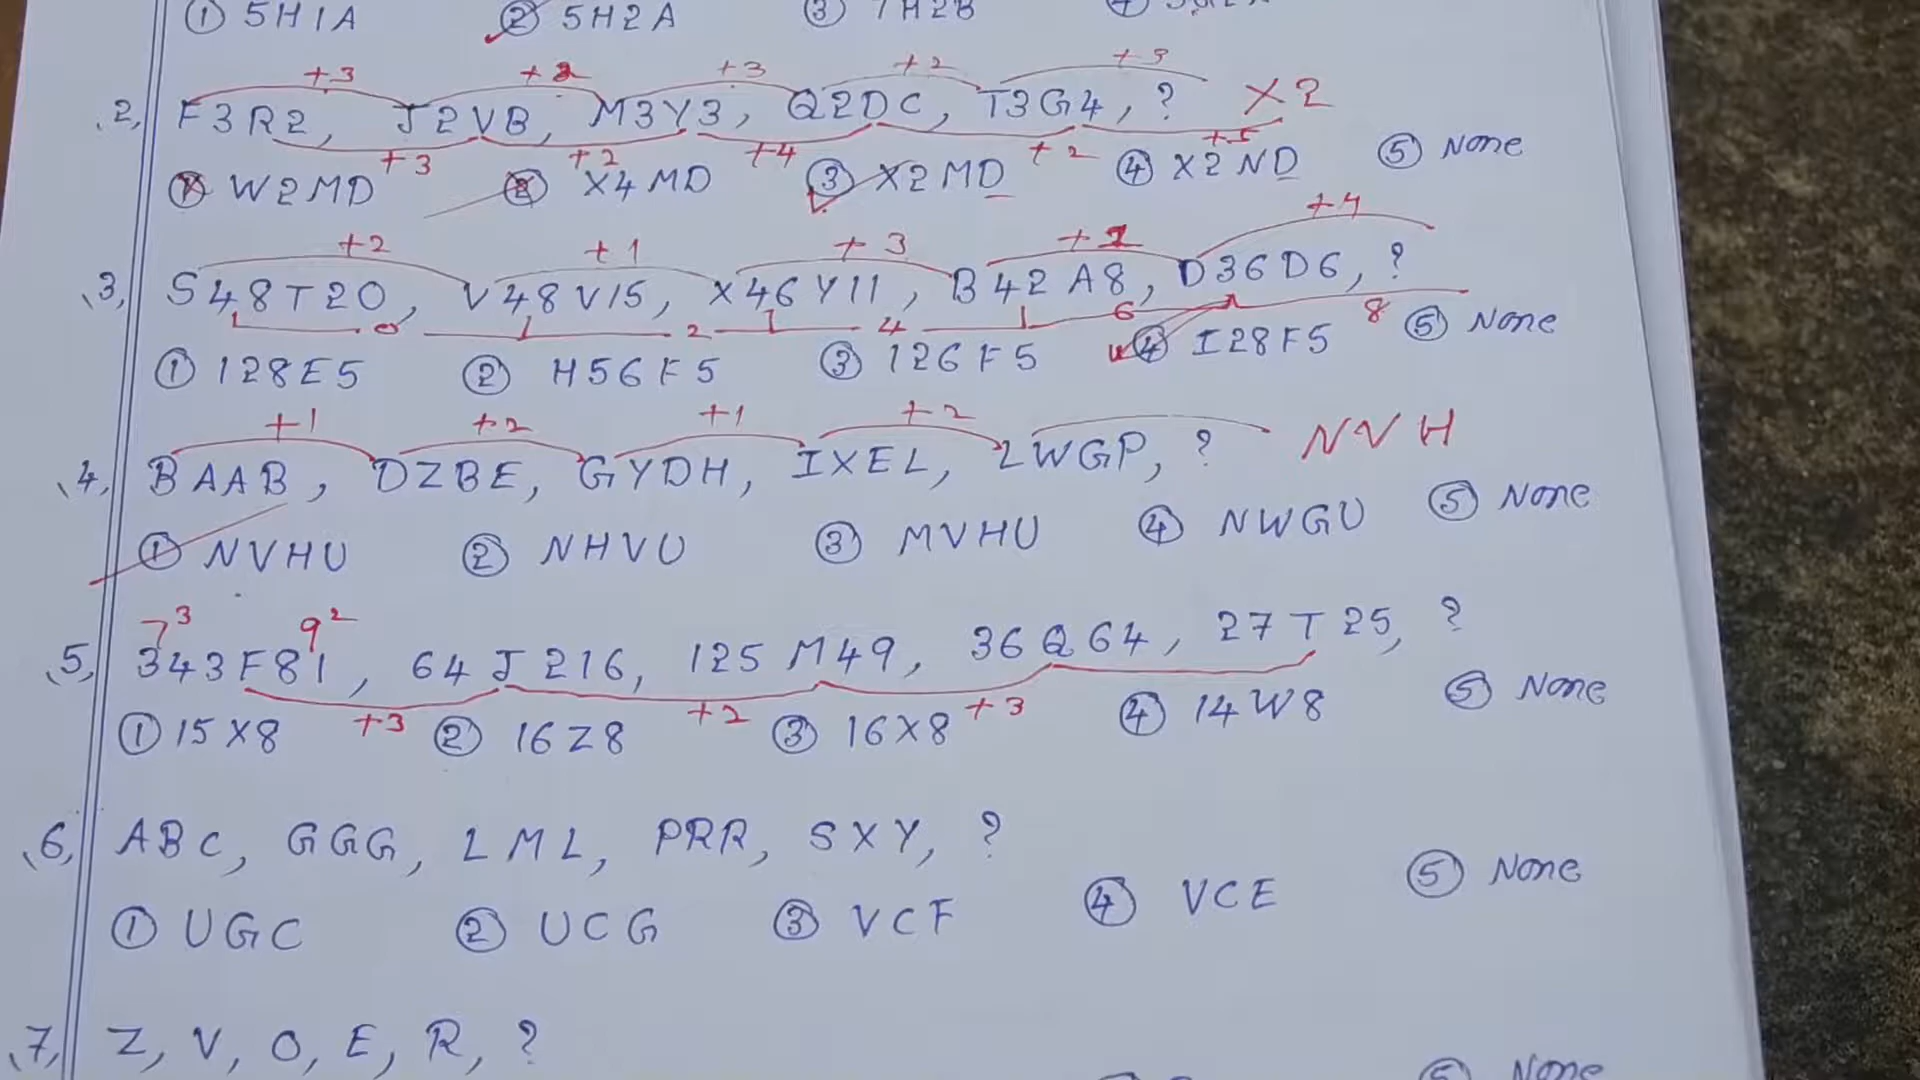 ① 5H1A ② 5H2A ③ 7H2B ④
+3 +2 +3 +2 +3
2, F3R2, J2VB, M3Y3, Q2DC, T3G4, ? X2
+3 +2 +4 +2 +5
① W2MD ② X4MD ③ X2MD ④ X2ND ⑤ None
+2 +1 +3 +4
3, S48T20, V48V15, X46Y11, B42A8, D36D6, ?
0 2 4 6 8
① 128E5 ② H56F5 ③ 126F5 ④ I28F5 ⑤ None
+1 +2 +1 +2
4, BAAB, DZBE, GYDH, IXEL, LWGP, ? NVH
① NVHU ② NHVU ③ MVHU ④ NWGU ⑤ None
7³ 9²
5, 343F81, 64J216, 125M49, 36Q64, 27T25, ?
+3 +2 +3
① 15X8 ② 16Z8 ③ 16X8 ④ 14W8 ⑤ None
6, ABC, GGG, LML, PRR, SXY, ?
① UGC ② UCG ③ VCF ④ VCE ⑤ None
7, Z, V, O, E, R, ?
⑤ None